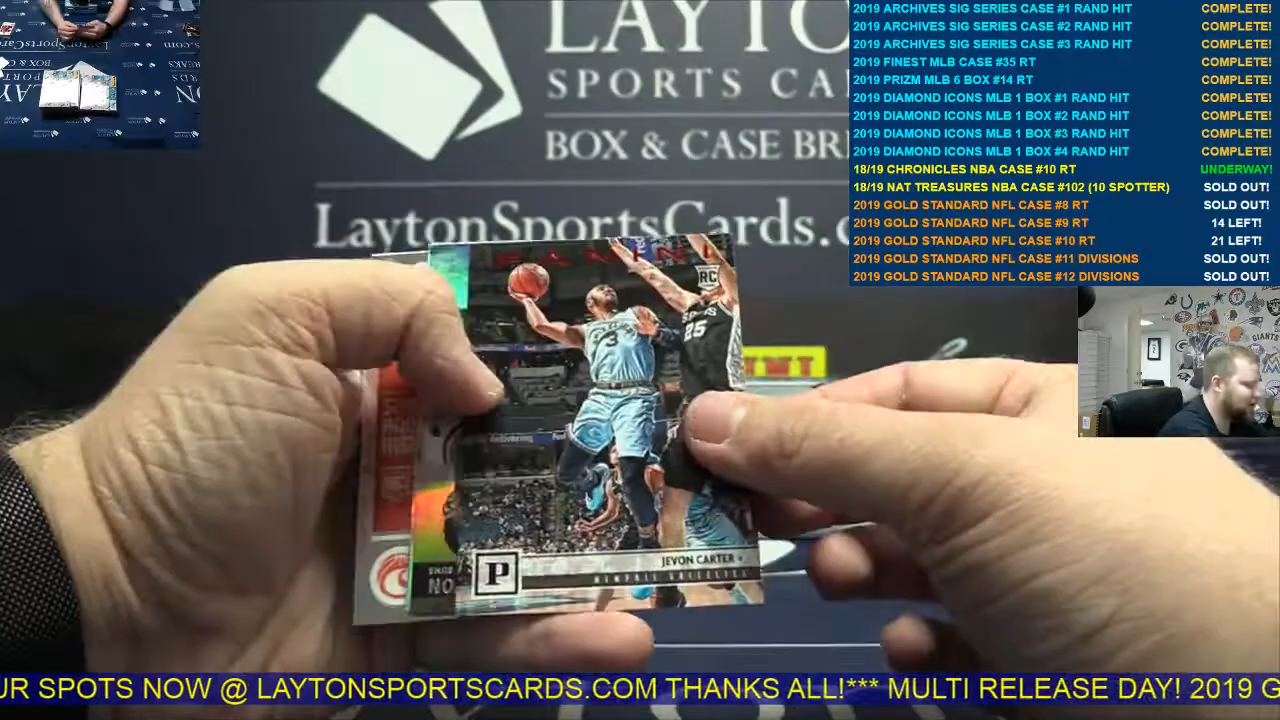 2019 ARCHIVES SIG SERIES CASE #1 RAND HIT COMPLETE!
2019 ARCHIVES SIG SERIES CASE #2 RAND HIT COMPLETE!
2019 ARCHIVES SIG SERIES CASE #3 RAND HIT COMPLETE!
2019 FINEST MLB CASE #35 RT COMPLETE!
2019 PRIZM MLB 6 BOX #14 RT COMPLETE!
2019 DIAMOND ICONS MLB 1 BOX #1 RAND HIT COMPLETE!
2019 DIAMOND ICONS MLB 1 BOX #2 RAND HIT COMPLETE!
2019 DIAMOND ICONS MLB 1 BOX #3 RAND HIT COMPLETE!
2019 DIAMOND ICONS MLB 1 BOX #4 RAND HIT COMPLETE!
18/19 CHRONICLES NBA CASE #10 RT UNDERWAY!
18/19 NAT TREASURES NBA CASE #102 (10 SPOTTER) SOLD OUT!
2019 GOLD STANDARD NFL CASE #8 RT SOLD OUT!
2019 GOLD STANDARD NFL CASE #9 RT 14 LEFT!
2019 GOLD STANDARD NFL CASE #10 RT 21 LEFT!
2019 GOLD STANDARD NFL CASE #11 DIVISIONS SOLD OUT!
2019 GOLD STANDARD NFL CASE #12 DIVISIONS SOLD OUT!
LAYTO
SPORTS CA
BOX & CASE BRE
LaytonSportsCards.co
PANINI
RC
25
3
JEVON CARTER
MEMPHIS GRIZZLIES
P
NO
UR SPOTS NOW @ LAYTONSPORTSCARDS.COM THANKS ALL!*** MULTI RELEASE DAY! 2019 G